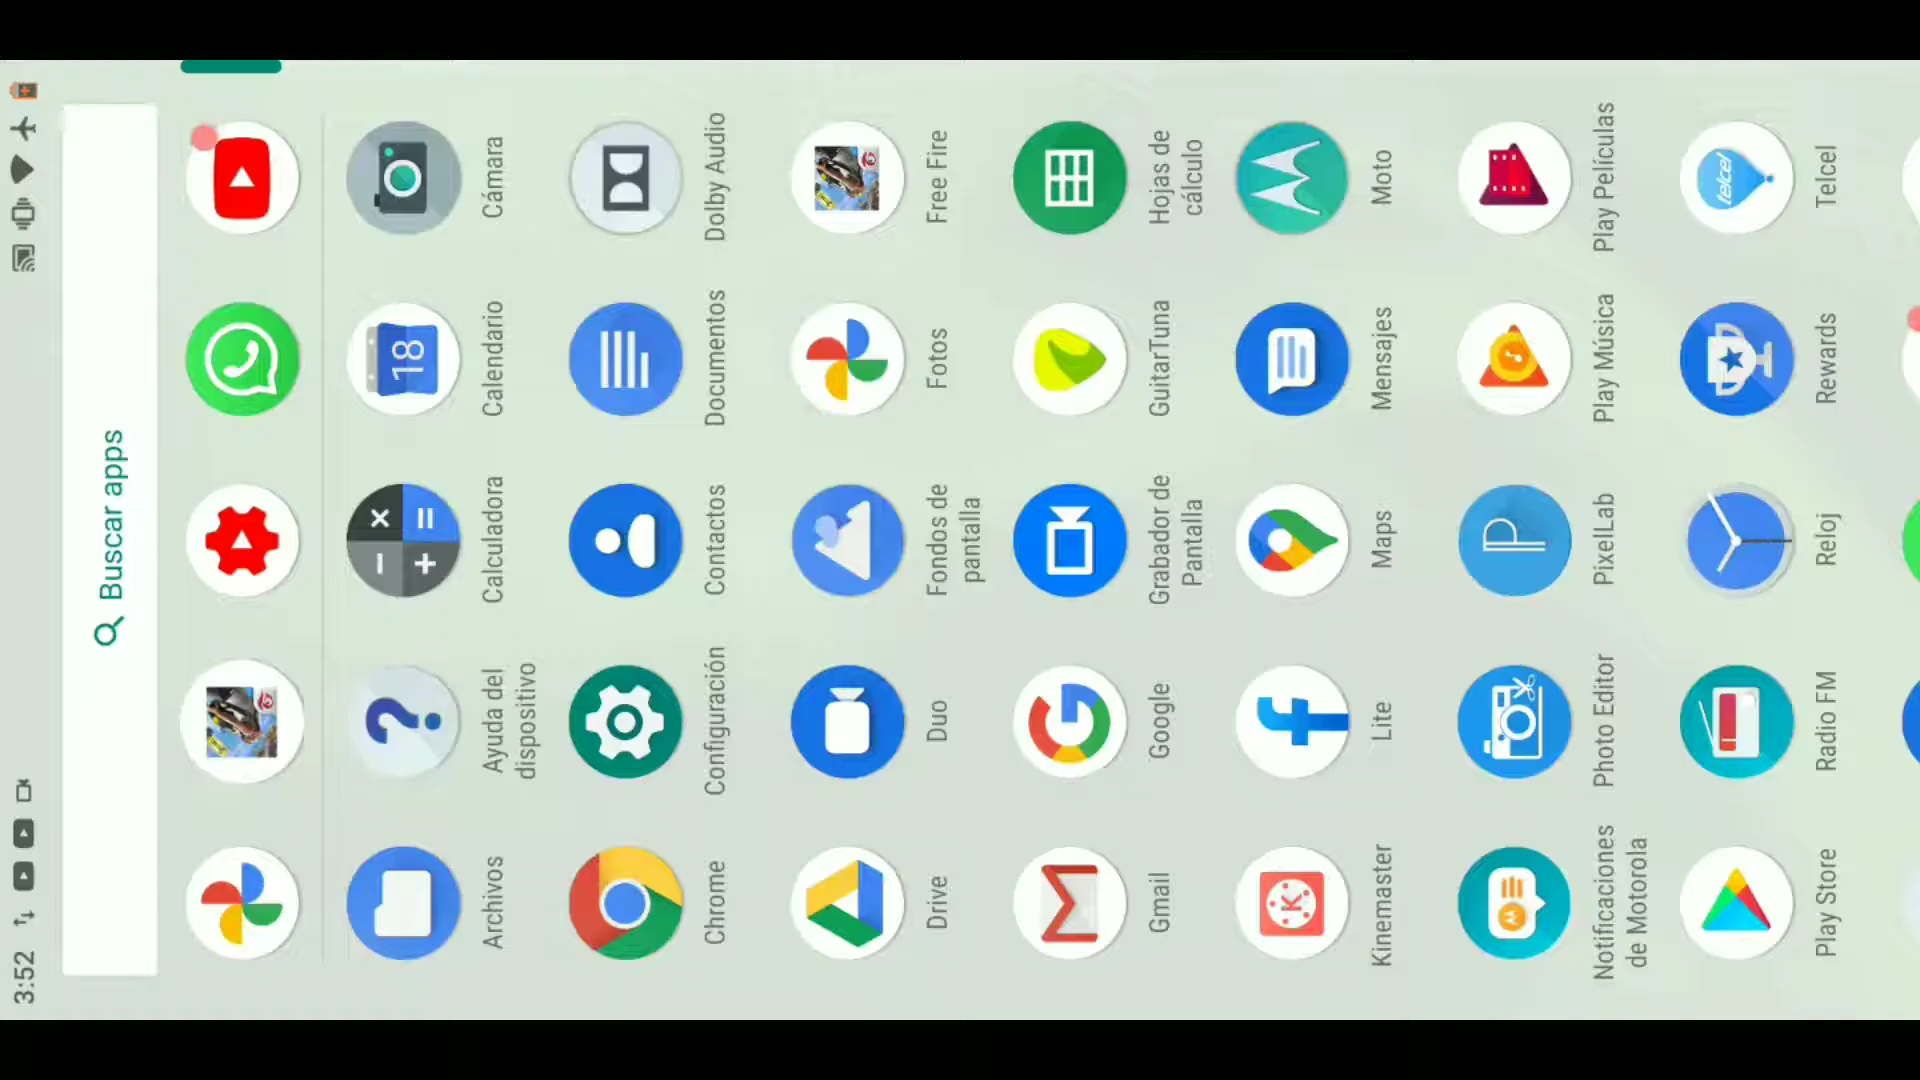 3:52
Buscar apps
Archivos
Ayuda del
dispositivo
Calculadora
18
Calendario
Cámara
Chrome
Configuración
Contactos
Documentos
Dolby Audio
Drive
Duo
Fondos de
pantalla
Fotos
Free Fire
Gmail
Google
Grabador de
Pantalla
GuitarTuna
Hojas de
cálculo
Kinemaster
Lite
Maps
Mensajes
Moto
Notificaciones
de Motorola
Photo Editor
PixelLab
Play Música
Play Películas
Play Store
Radio FM
Reloj
Rewards
telcel
Telcel